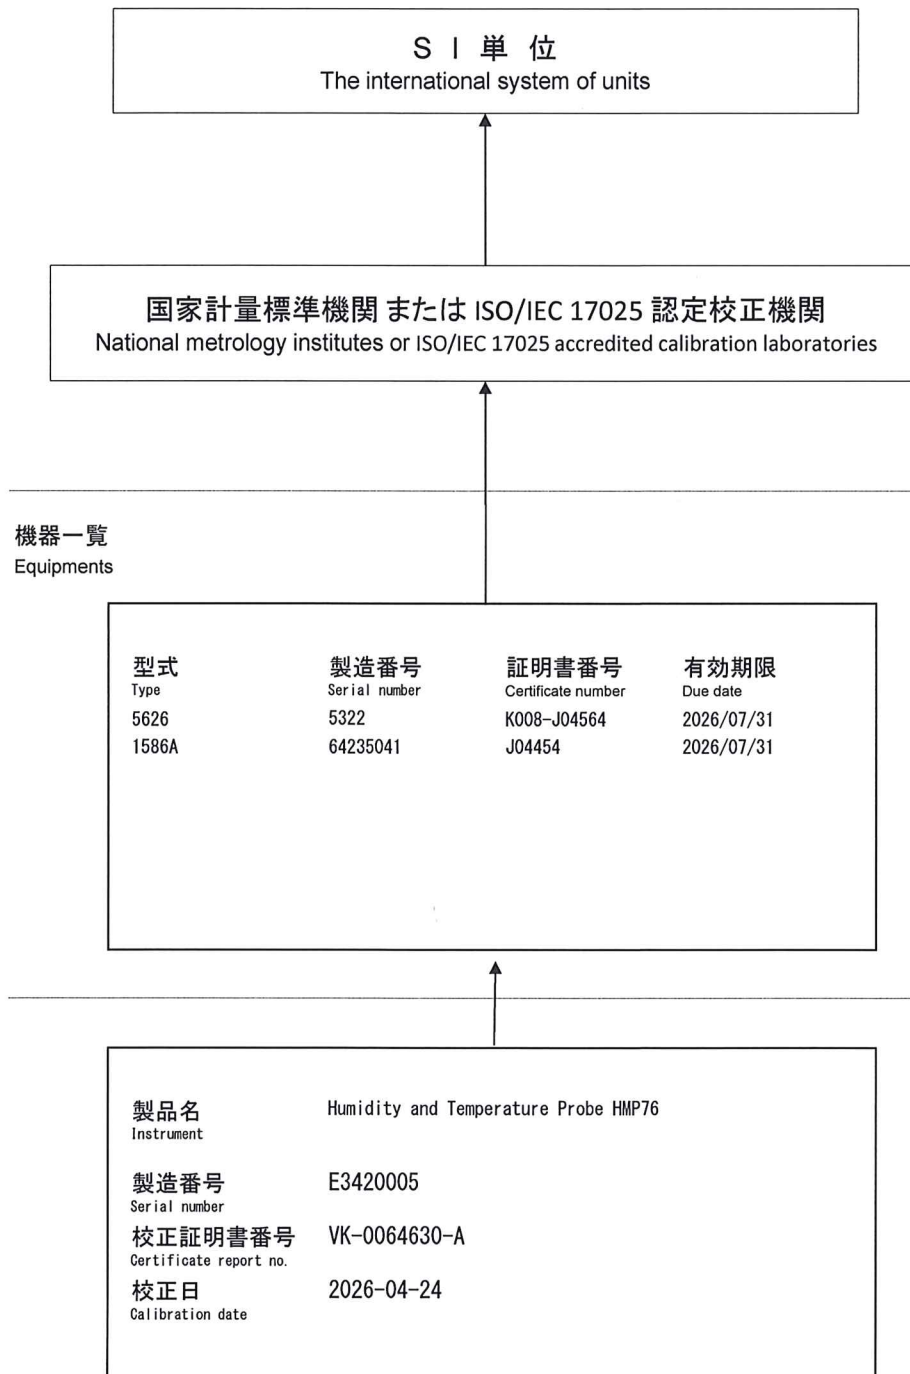 SI単位
The international system of units
国家計量標準機関 または ISO/IEC 17025 認定校正機関
National metrology institutes or ISO/IEC 17025 accredited calibration laboratories
機器一覧
Equipments
型式 製造番号 証明書番号 有効期限
Type Serial number Certificate number Due date
5626 5322 K008-J04564 2026/07/31
1586A 64235041 J04454 2026/07/31
製品名 Humidity and Temperature Probe HMP76
Instrument
製造番号 E3420005
Serial number
校正証明書番号 VK-0064630-A
Certificate report no.
校正日 2026-04-24
Calibration date